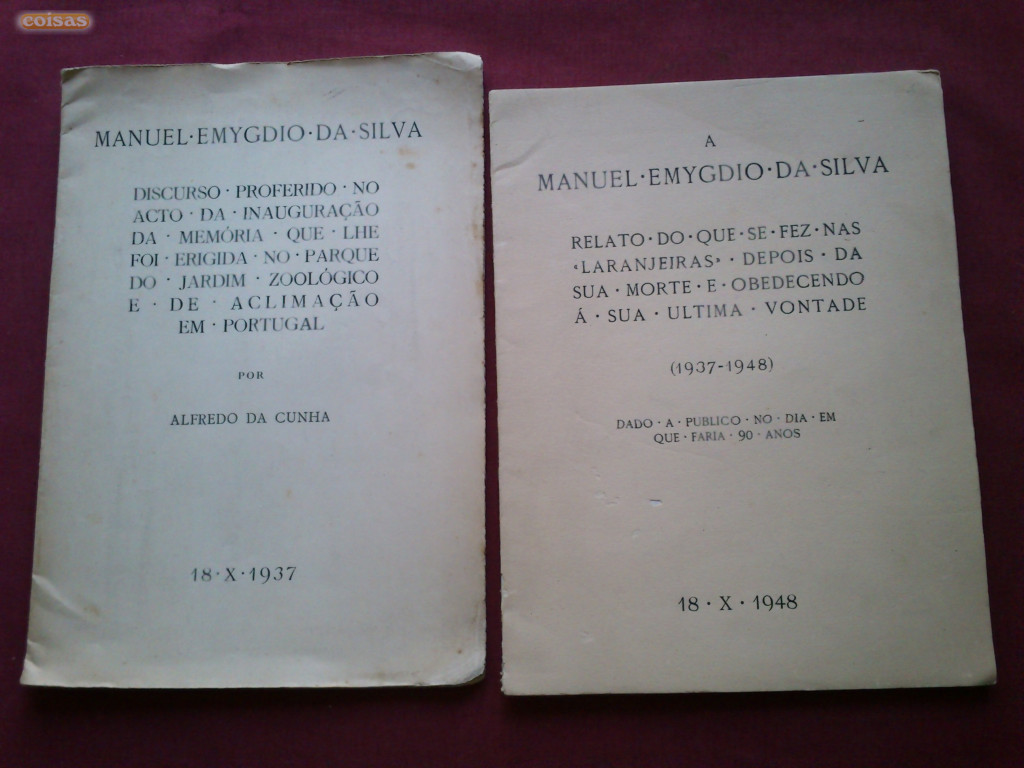 coisas
MANUEL·EMYGDIO·DA·SILVA
DISCURSO · PROFERIDO · NO
ACTO · DA · INAUGURAÇÃO
DA · MEMÓRIA · QUE · LHE
FOI · ERIGIDA · NO · PARQUE
DO · JARDIM · ZOOLÓGICO
E · DE · ACLIMAÇÃO
EM · PORTUGAL
POR
ALFREDO DA CUNHA
18·X·1937
A
MANUEL·EMYGDIO·DA·SILVA
RELATO·DO·QUE·SE·FEZ·NAS
«LARANJEIRAS»·DEPOIS·DA
SUA·MORTE·E·OBEDECENDO
Á·SUA·ULTIMA·VONTADE
(1937-1948)
DADO·A·PUBLICO·NO·DIA·EM
QUE·FARIA·90·ANOS
18·X·1948